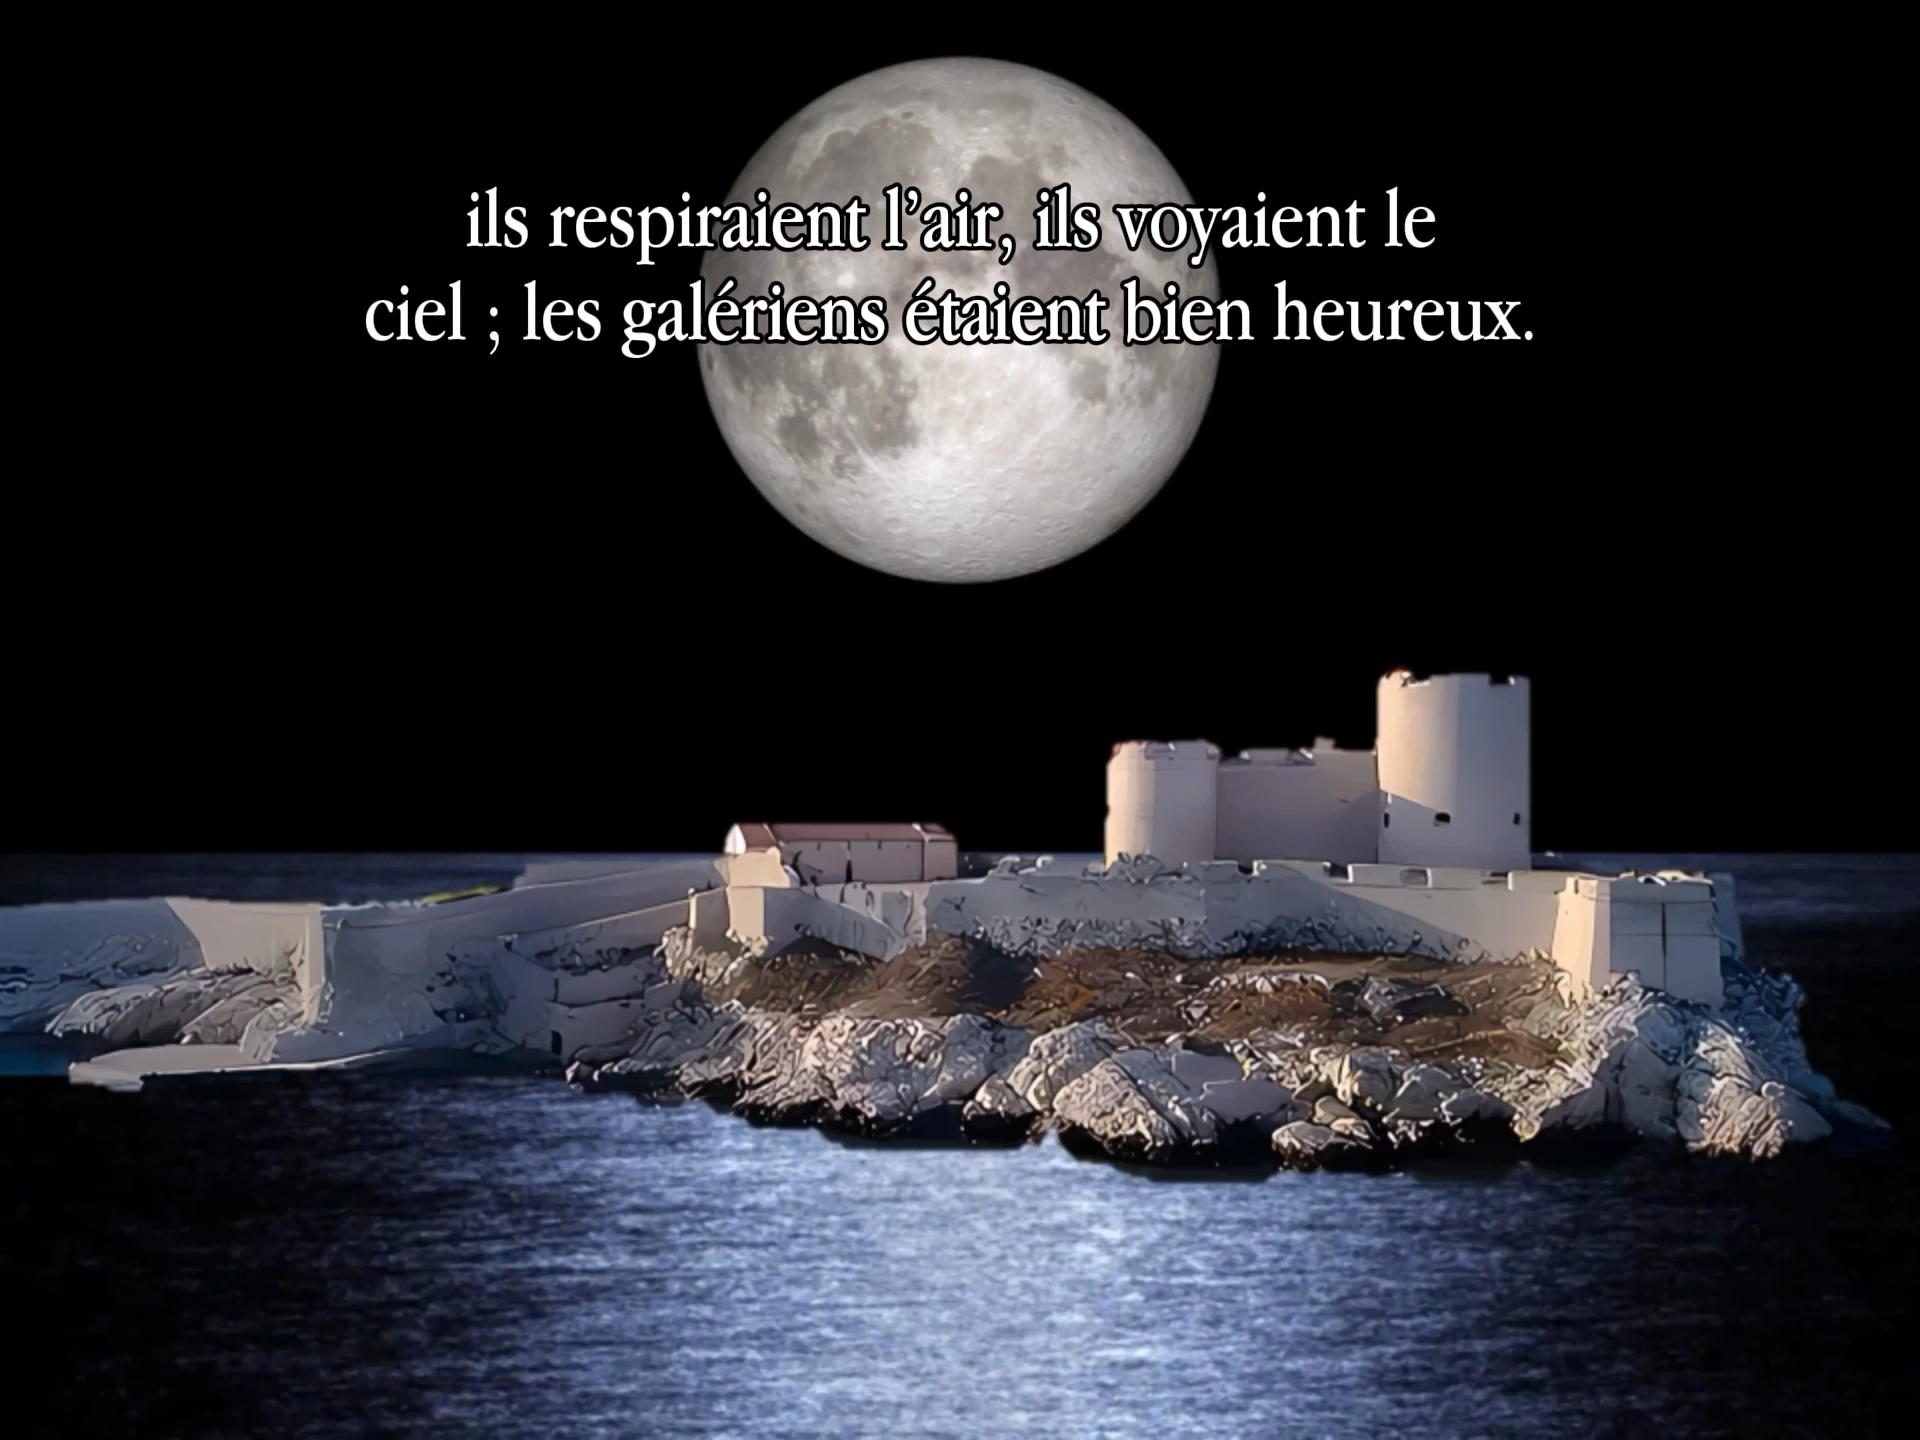 ils respiraient l’air, ils voyaient le
ciel ; les galériens étaient bien heureux.